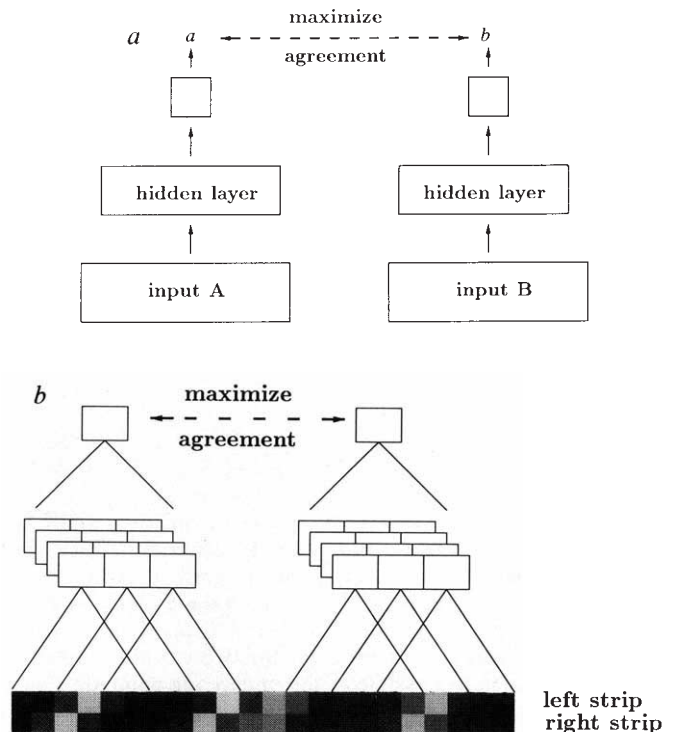 maximize
a a b
agreement
hidden layer hidden layer
input A input B
b maximize
agreement
left strip
right strip